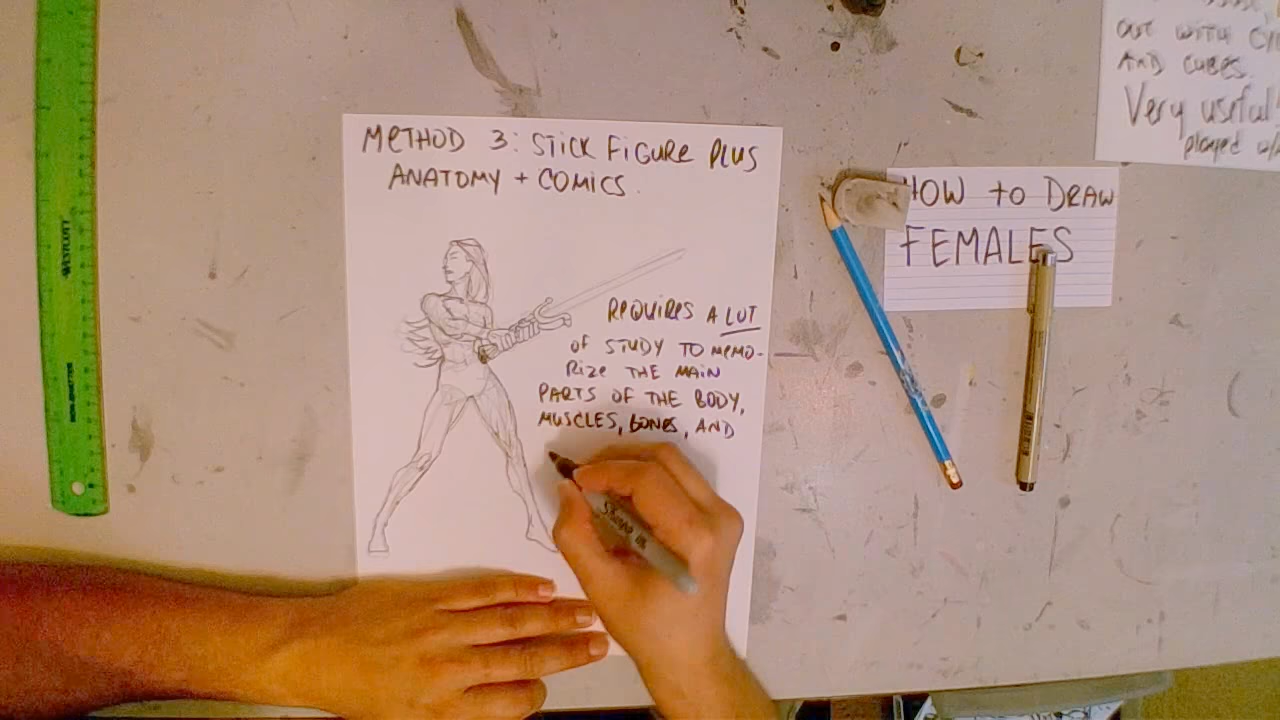 METHOD 3: STICK FIGURE PLUS
ANATOMY + COMICS.
REQUIRES A LOT
OF STUDY TO MEMO-
RIZE THE MAIN
PARTS OF THE BODY,
MUSCLES, BONES, AND
HOW to DRAW
FEMALES
OUT WITH
AND CUBES.
Very useful!
played
WESTCOTT